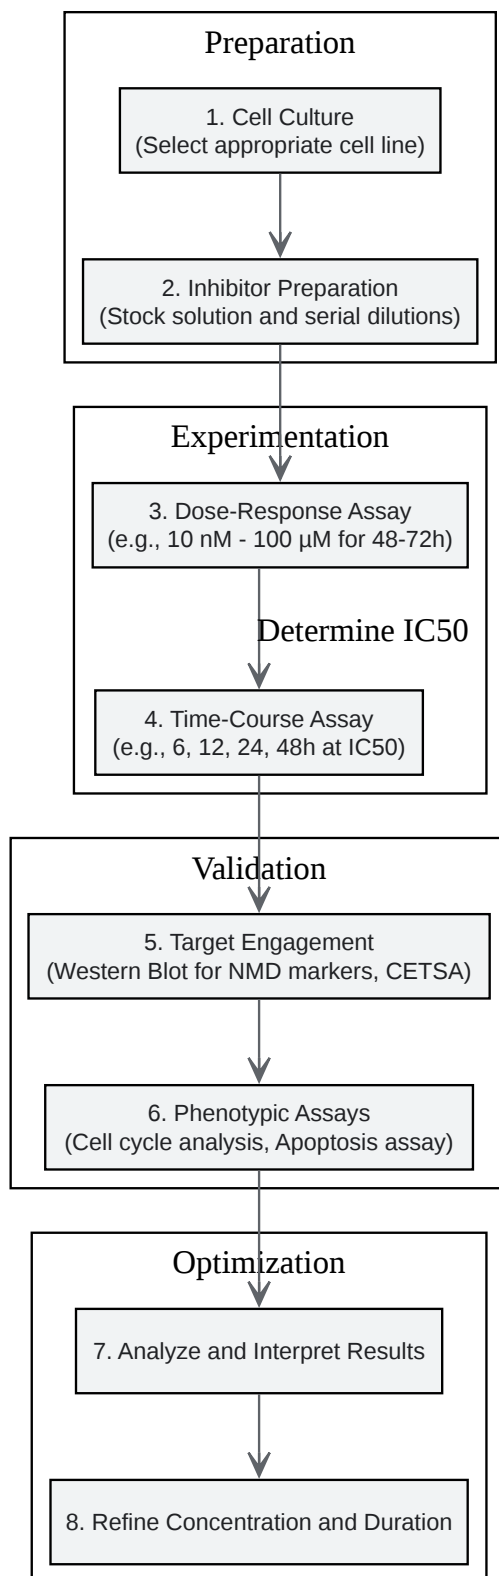 Preparation
1. Cell Culture
(Select appropriate cell line)
2. Inhibitor Preparation
(Stock solution and serial dilutions)
Experimentation
3. Dose-Response Assay
(e.g., 10 nM - 100 µM for 48-72h)
Determine IC50
4. Time-Course Assay
(e.g., 6, 12, 24, 48h at IC50)
Validation
5. Target Engagement
(Western Blot for NMD markers, CETSA)
6. Phenotypic Assays
(Cell cycle analysis, Apoptosis assay)
Optimization
7. Analyze and Interpret Results
8. Refine Concentration and Duration